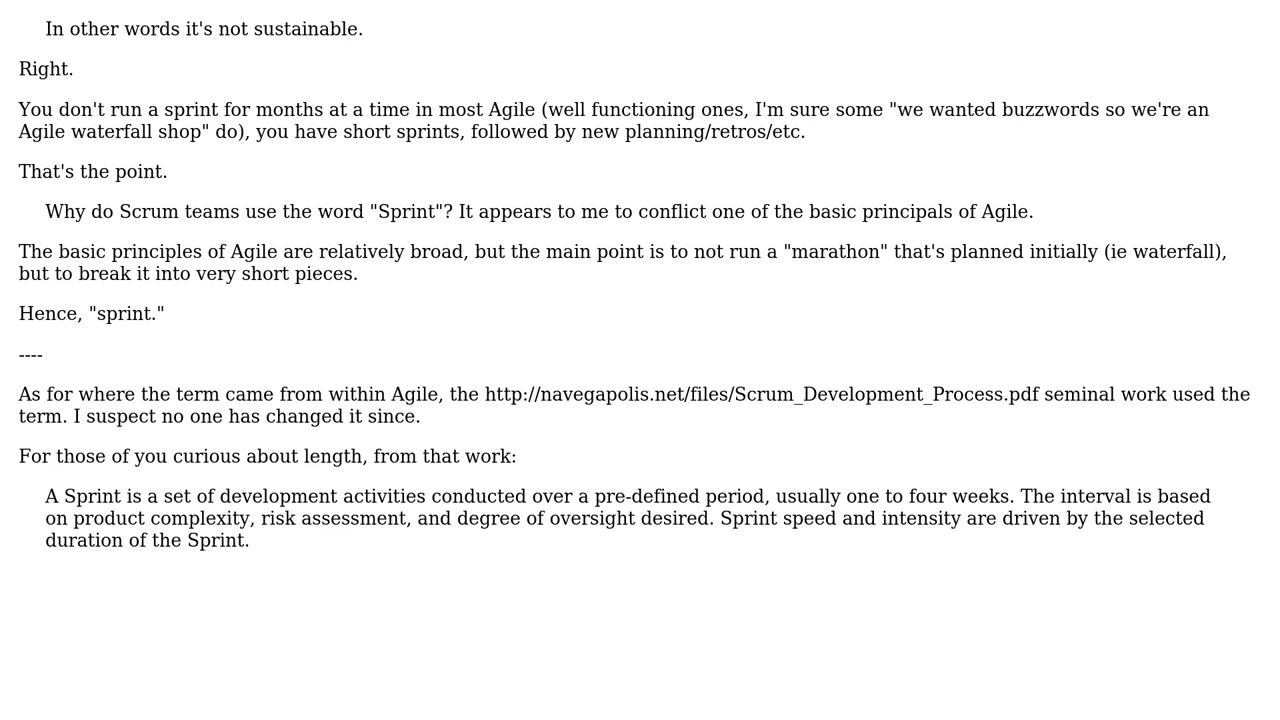 In other words it's not sustainable.
Right.
You don't run a sprint for months at a time in most Agile (well functioning ones, I'm sure some "we wanted buzzwords so we're an
Agile waterfall shop" do), you have short sprints, followed by new planning/retros/etc.
That's the point.
Why do Scrum teams use the word "Sprint"? It appears to me to conflict one of the basic principals of Agile.
The basic principles of Agile are relatively broad, but the main point is to not run a "marathon" that's planned initially (ie waterfall),
but to break it into very short pieces.
Hence, "sprint."
----
As for where the term came from within Agile, the http://navegapolis.net/files/Scrum_Development_Process.pdf seminal work used the
term. I suspect no one has changed it since.
For those of you curious about length, from that work:
A Sprint is a set of development activities conducted over a pre-defined period, usually one to four weeks. The interval is based
on product complexity, risk assessment, and degree of oversight desired. Sprint speed and intensity are driven by the selected
duration of the Sprint.